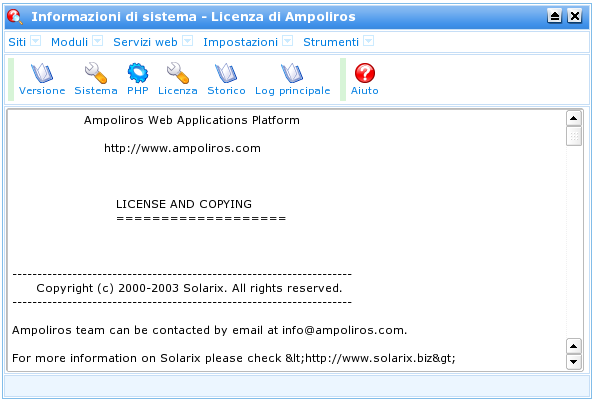 Informazioni di sistema - Licenza di Ampoliros
Siti Moduli Servizi web Impostazioni Strumenti
Versione Sistema PHP Licenza Storico Log principale Aiuto
Ampoliros Web Applications Platform
http://www.ampoliros.com
LICENSE AND COPYING
===================
--------------------------------------------------------------------
Copyright (c) 2000-2003 Solarix. All rights reserved.
--------------------------------------------------------------------
Ampoliros team can be contacted by email at info@ampoliros.com.
For more information on Solarix please check &lt;http://www.solarix.biz&gt;